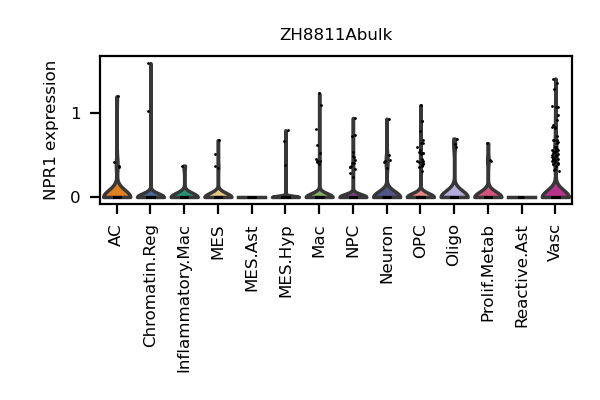 ZH8811Abulk
NPR1 expression
1
0
AC
Chromatin.Reg
Inflammatory.Mac
MES
MES.Ast
MES.Hyp
Mac
NPC
Neuron
OPC
Oligo
Prolif.Metab
Reactive.Ast
Vasc